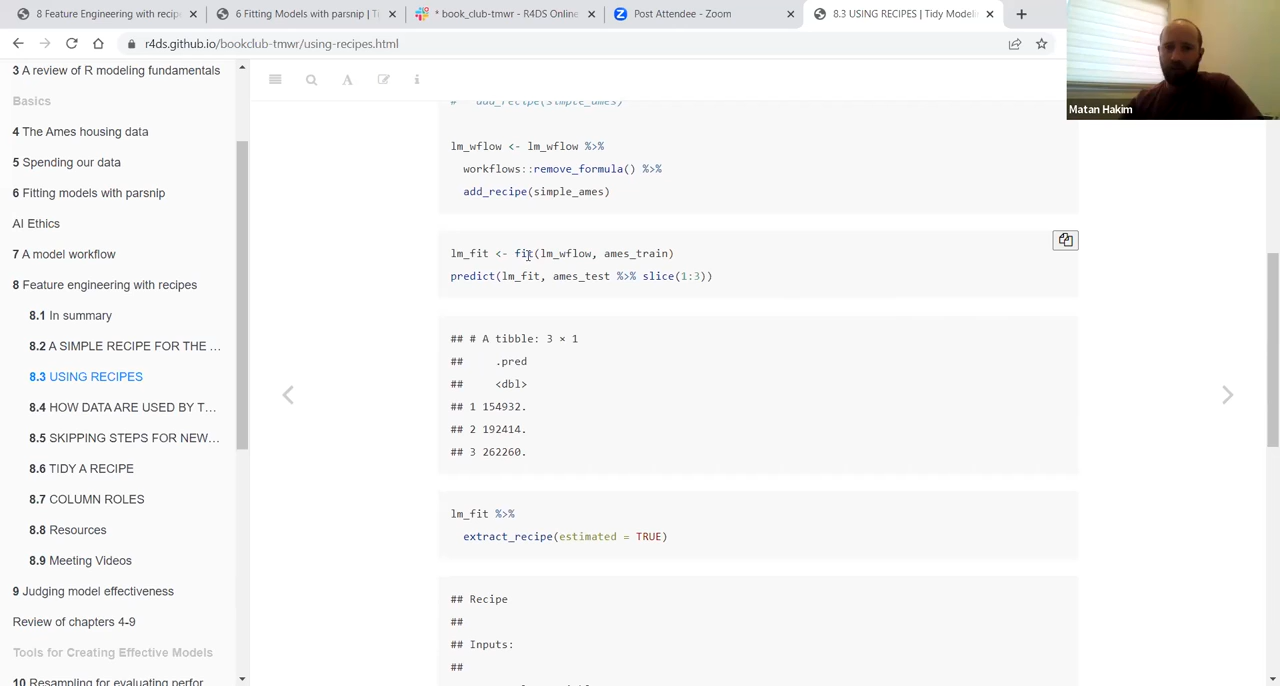 8 Feature Engineering with recipe
6 Fitting Models with parsnip | Ti
* book_club-tmwr - R4DS Online
Post Attendee - Zoom
8.3 USING RECIPES | Tidy Modelin
r4ds.github.io/bookclub-tmwr/using-recipes.html
Matan Hakim
3 A review of R modeling fundamentals
Basics
4 The Ames housing data
5 Spending our data
6 Fitting models with parsnip
AI Ethics
7 A model workflow
8 Feature engineering with recipes
8.1 In summary
8.2 A SIMPLE RECIPE FOR THE ...
8.3 USING RECIPES
8.4 HOW DATA ARE USED BY T...
8.5 SKIPPING STEPS FOR NEW...
8.6 TIDY A RECIPE
8.7 COLUMN ROLES
8.8 Resources
8.9 Meeting Videos
9 Judging model effectiveness
Review of chapters 4-9
Tools for Creating Effective Models
10 Resampling for evaluating perfor
# add_recipe(simple_ames)
lm_wflow <- lm_wflow %>%
workflows::remove_formula() %>%
add_recipe(simple_ames)
lm_fit <- fit(lm_wflow, ames_train)
predict(lm_fit, ames_test %>% slice(1:3))
## # A tibble: 3 × 1
## .pred
## <dbl>
## 1 154932.
## 2 192414.
## 3 262260.
lm_fit %>%
extract_recipe(estimated = TRUE)
## Recipe
##
## Inputs:
##